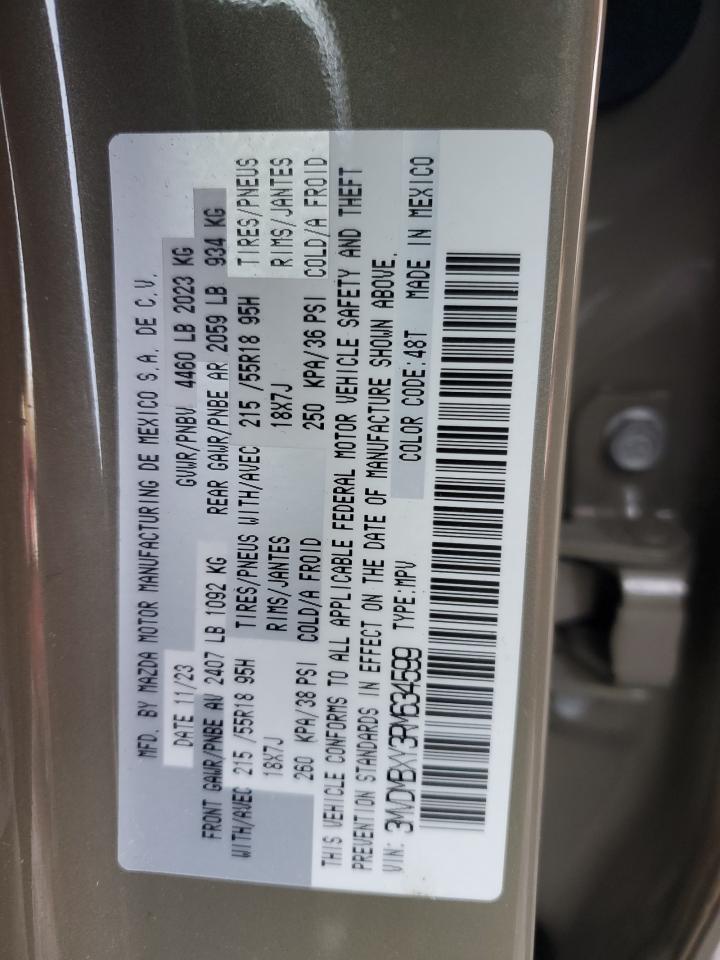 MFD. BY MAZDA MOTOR MANUFACTURING DE MEXICO S.A. DE C.V.
DATE 11/23 GVWR/PNBV 4460 LB 2023 KG
FRONT GAWR/PNBE AV 2407 LB 1092 KG REAR GAWR/PNBE AR 2059 LB 934 KG
WITH/AVEC 215 /55R18 95H TIRES/PNEUS WITH/AVEC 215 /55R18 95H TIRES/PNEUS
18X7J RIMS/JANTES 18X7J RIMS/JANTES
260 KPA/38 PSI COLD/A FROID 250 KPA/36 PSI COLD/A FROID
THIS VEHICLE CONFORMS TO ALL APPLICABLE FEDERAL MOTOR VEHICLE SAFETY AND THEFT
PREVENTION STANDARDS IN EFFECT ON THE DATE OF MANUFACTURE SHOWN ABOVE.
VIN: 3MVDMBXY3RM634599 TYPE:MPV COLOR CODE:48T MADE IN MEXICO